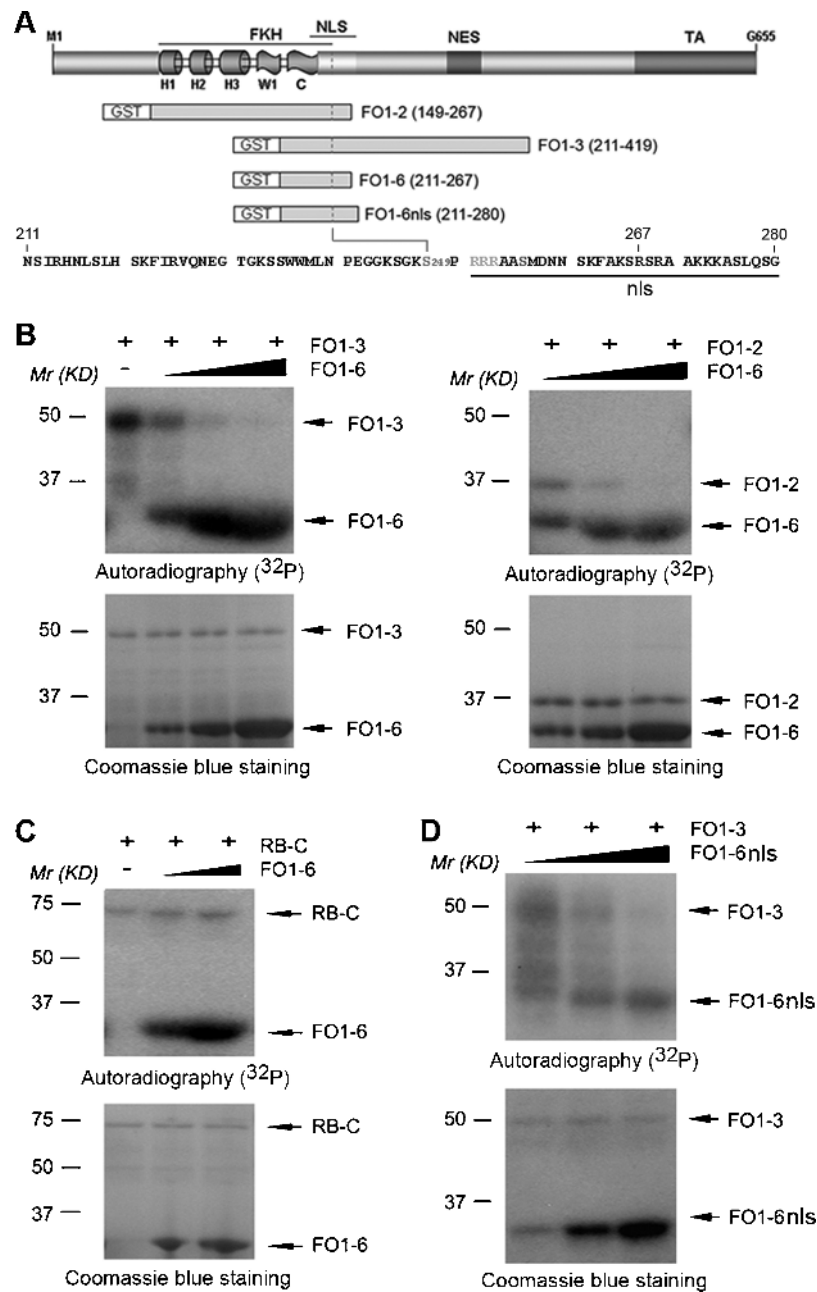 A
M1 FKH NLS NES TA G655
H1 H2 H3 W1 C
GST FO1-2 (149-267)
GST FO1-3 (211-419)
GST FO1-6 (211-267)
GST FO1-6nls (211-280)
211 267 280
NSIRHNLSLH SKFIRVQNEG TGKSSWWMLN PEGGKSGKS249P RRRAASMDNN SKFAKSRSRA AKKKASLQSG
nls
B
+ + + + FO1-3
Mr (KD) - FO1-6
50 FO1-3
37
FO1-6
Autoradiography (32P)
50 FO1-3
37
FO1-6
Coomassie blue staining
+ + + FO1-2
Mr (KD) FO1-6
50
37 FO1-2
FO1-6
Autoradiography (32P)
50
37 FO1-2
FO1-6
Coomassie blue staining
C
+ + + RB-C
Mr (KD) - FO1-6
75 RB-C
50
37
FO1-6
Autoradiography (32P)
75 RB-C
50
37
FO1-6
Coomassie blue staining
D
+ + + FO1-3
Mr (KD) FO1-6nls
50 FO1-3
37
FO1-6nls
Autoradiography (32P)
50 FO1-3
37
FO1-6nls
Coomassie blue staining